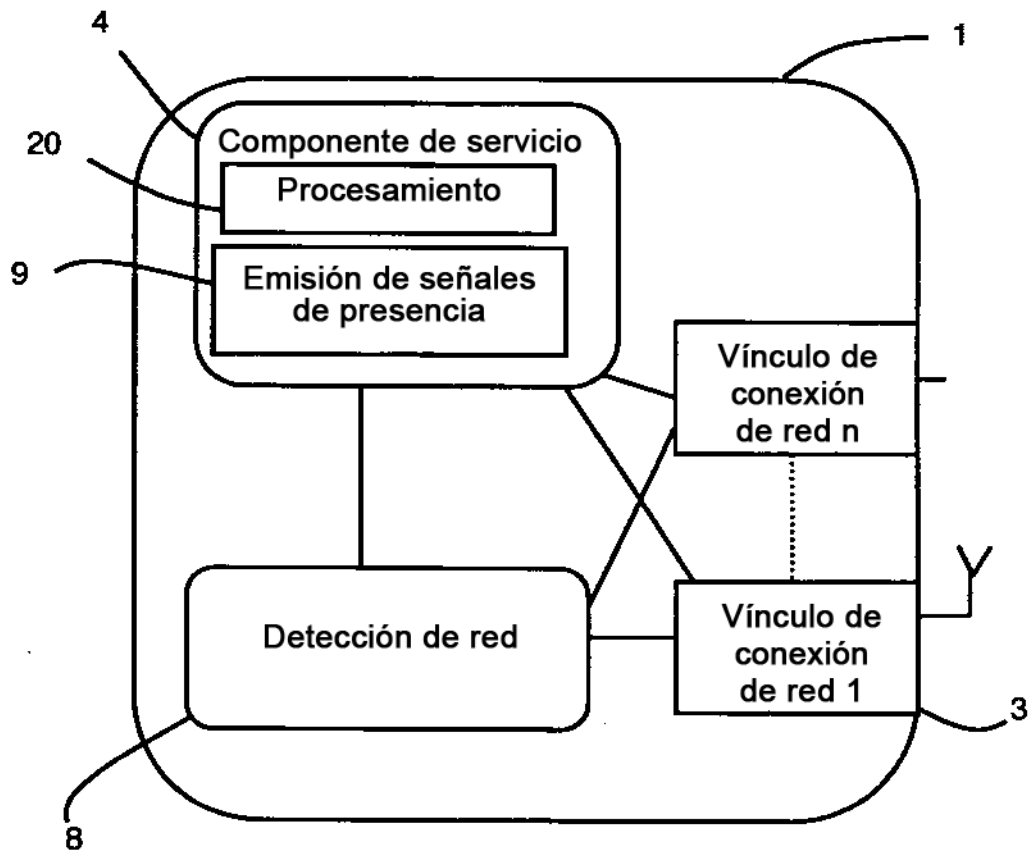 4
1
Componente de servicio
20
Procesamiento
9
Emisión de señales
de presencia
Vínculo de
conexión
de red n
Detección de red
Vínculo de
conexión
de red 1
3
8